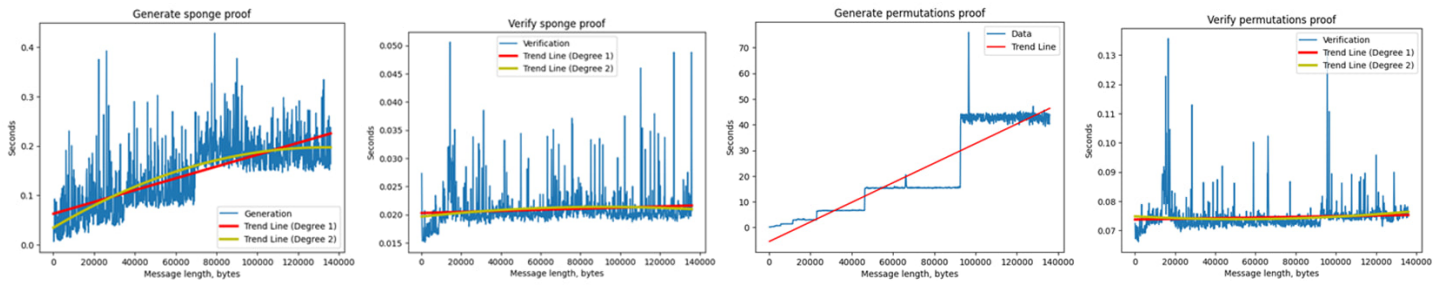 Generate sponge proof
0.4
0.3
0.2
0.1
0.0
Seconds
Generation
Trend Line (Degree 1)
Trend Line (Degree 2)
0 20000 40000 60000 80000 100000 120000 140000
Message length, bytes
Verify sponge proof
0.050
0.045
0.040
0.035
0.030
0.025
0.020
0.015
Seconds
Verification
Trend Line (Degree 1)
Trend Line (Degree 2)
0 20000 40000 60000 80000 100000 120000 140000
Message length, bytes
Generate permutations proof
70
60
50
40
30
20
10
0
Seconds
Data
Trend Line
0 20000 40000 60000 80000 100000 120000 140000
Message length, bytes
Verify permutations proof
0.13
0.12
0.11
0.10
0.09
0.08
0.07
Seconds
Verification
Trend Line (Degree 1)
Trend Line (Degree 2)
0 20000 40000 60000 80000 100000 120000 140000
Message length, bytes